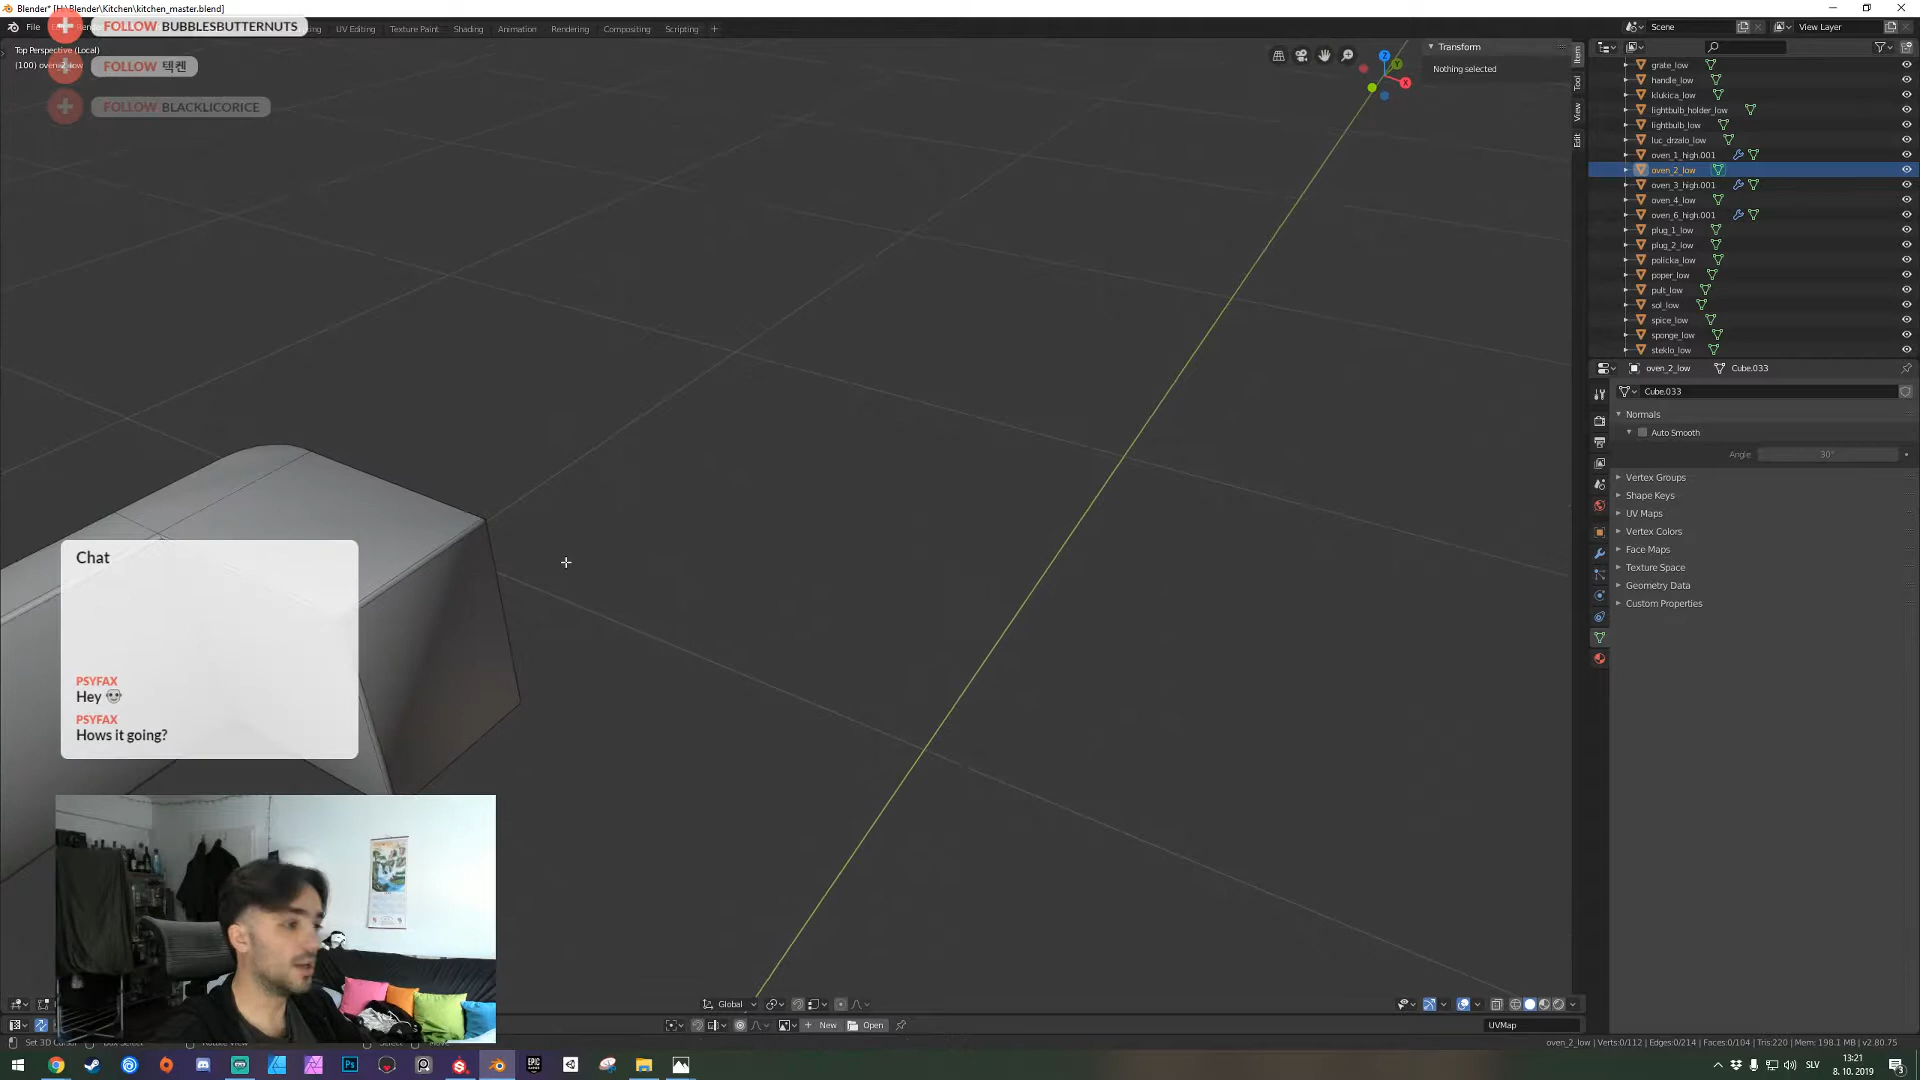 Blender* [H:\Blender\Kitchen\kitchen_master.blend]
FOLLOW BUBBLESBUTTERNUTS
File
UV Editing
Texture Paint
Shading
Animation
Rendering
Compositing
Scripting
Scene
View Layer
Top Perspective (Local)
(100) oven_2_low
FOLLOW 텍켄
FOLLOW BLACKLICORICE
Transform
Nothing selected
Item
Tool
View
Edit
X
Y
Z
grate_low
handle_low
klukica_low
lightbulb_holder_low
lightbulb_low
luc_drzalo_low
oven_1_high.001
oven_2_low
oven_3_high.001
oven_4_low
oven_6_high.001
plug_1_low
plug_2_low
policka_low
poper_low
pult_low
sol_low
spice_low
sponge_low
steklo_low
oven_2_low
Cube.033
Cube.033
Normals
Auto Smooth
Angle
30°
Vertex Groups
Shape Keys
UV Maps
Vertex Colors
Face Maps
Texture Space
Geometry Data
Custom Properties
Chat
PSYFAX
Hey
PSYFAX
Hows it going?
Global
New
Open
UVMap
oven_2_low | Verts:0/112 | Edges:0/214 | Faces:0/104 | Tris:220 | Mem: 198.1 MB | v2.80.75
SLV
13:21
8. 10. 2019